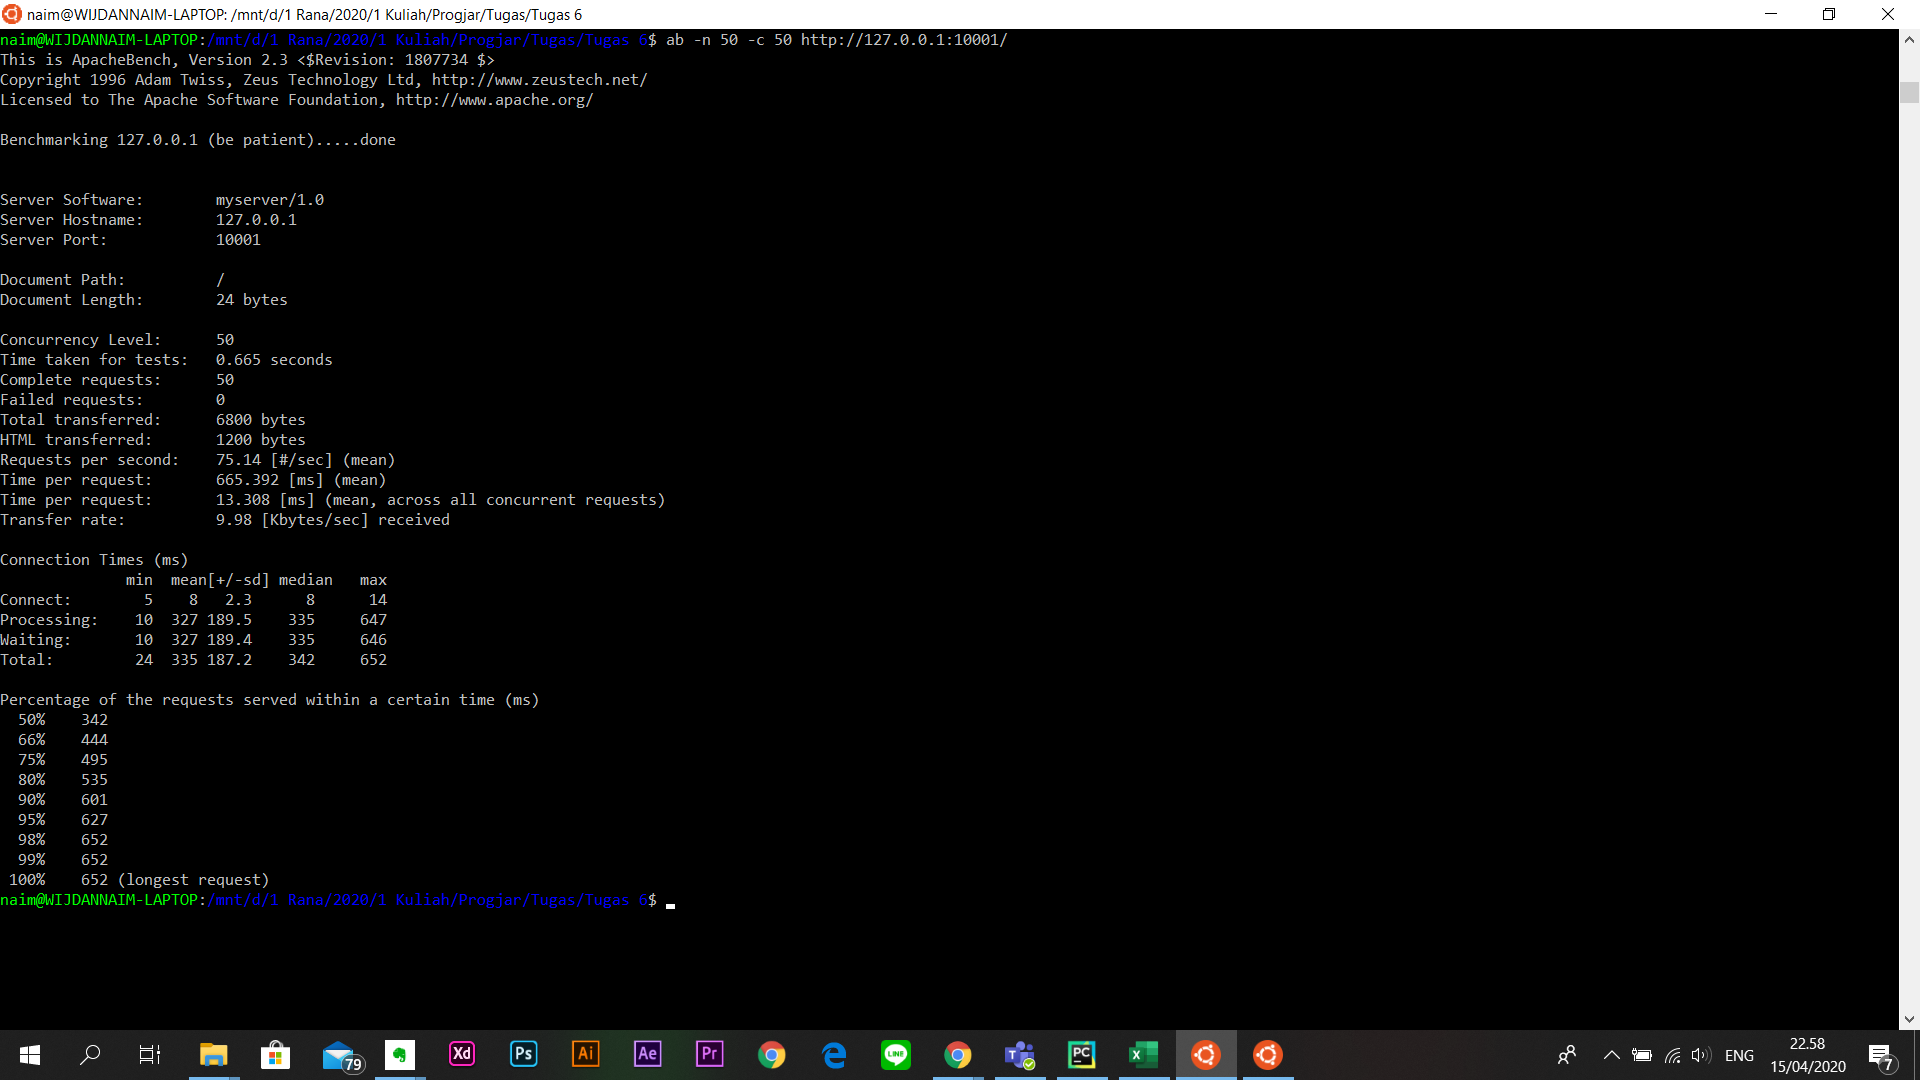 naim@WIJDANNAIM-LAPTOP: /mnt/d/1 Rana/2020/1 Kuliah/Progjar/Tugas/Tugas 6
naim@WIJDANNAIM-LAPTOP:/mnt/d/1 Rana/2020/1 Kuliah/Progjar/Tugas/Tugas 6$ ab -n 50 -c 50 http://127.0.0.1:10001/
This is ApacheBench, Version 2.3 <$Revision: 1807734 $>
Copyright 1996 Adam Twiss, Zeus Technology Ltd, http://www.zeustech.net/
Licensed to The Apache Software Foundation, http://www.apache.org/

Benchmarking 127.0.0.1 (be patient).....done


Server Software:        myserver/1.0
Server Hostname:        127.0.0.1
Server Port:            10001

Document Path:          /
Document Length:        24 bytes

Concurrency Level:      50
Time taken for tests:   0.665 seconds
Complete requests:      50
Failed requests:        0
Total transferred:      6800 bytes
HTML transferred:       1200 bytes
Requests per second:    75.14 [#/sec] (mean)
Time per request:       665.392 [ms] (mean)
Time per request:       13.308 [ms] (mean, across all concurrent requests)
Transfer rate:          9.98 [Kbytes/sec] received

Connection Times (ms)
              min  mean[+/-sd] median   max
Connect:        5    8   2.3      8      14
Processing:    10  327 189.5    335     647
Waiting:       10  327 189.4    335     646
Total:         24  335 187.2    342     652

Percentage of the requests served within a certain time (ms)
  50%    342
  66%    444
  75%    495
  80%    535
  90%    601
  95%    627
  98%    652
  99%    652
 100%    652 (longest request)
naim@WIJDANNAIM-LAPTOP:/mnt/d/1 Rana/2020/1 Kuliah/Progjar/Tugas/Tugas 6$
79 Xd Ps Ai Ae Pr LINE PC ENG 22.58 7
15/04/2020